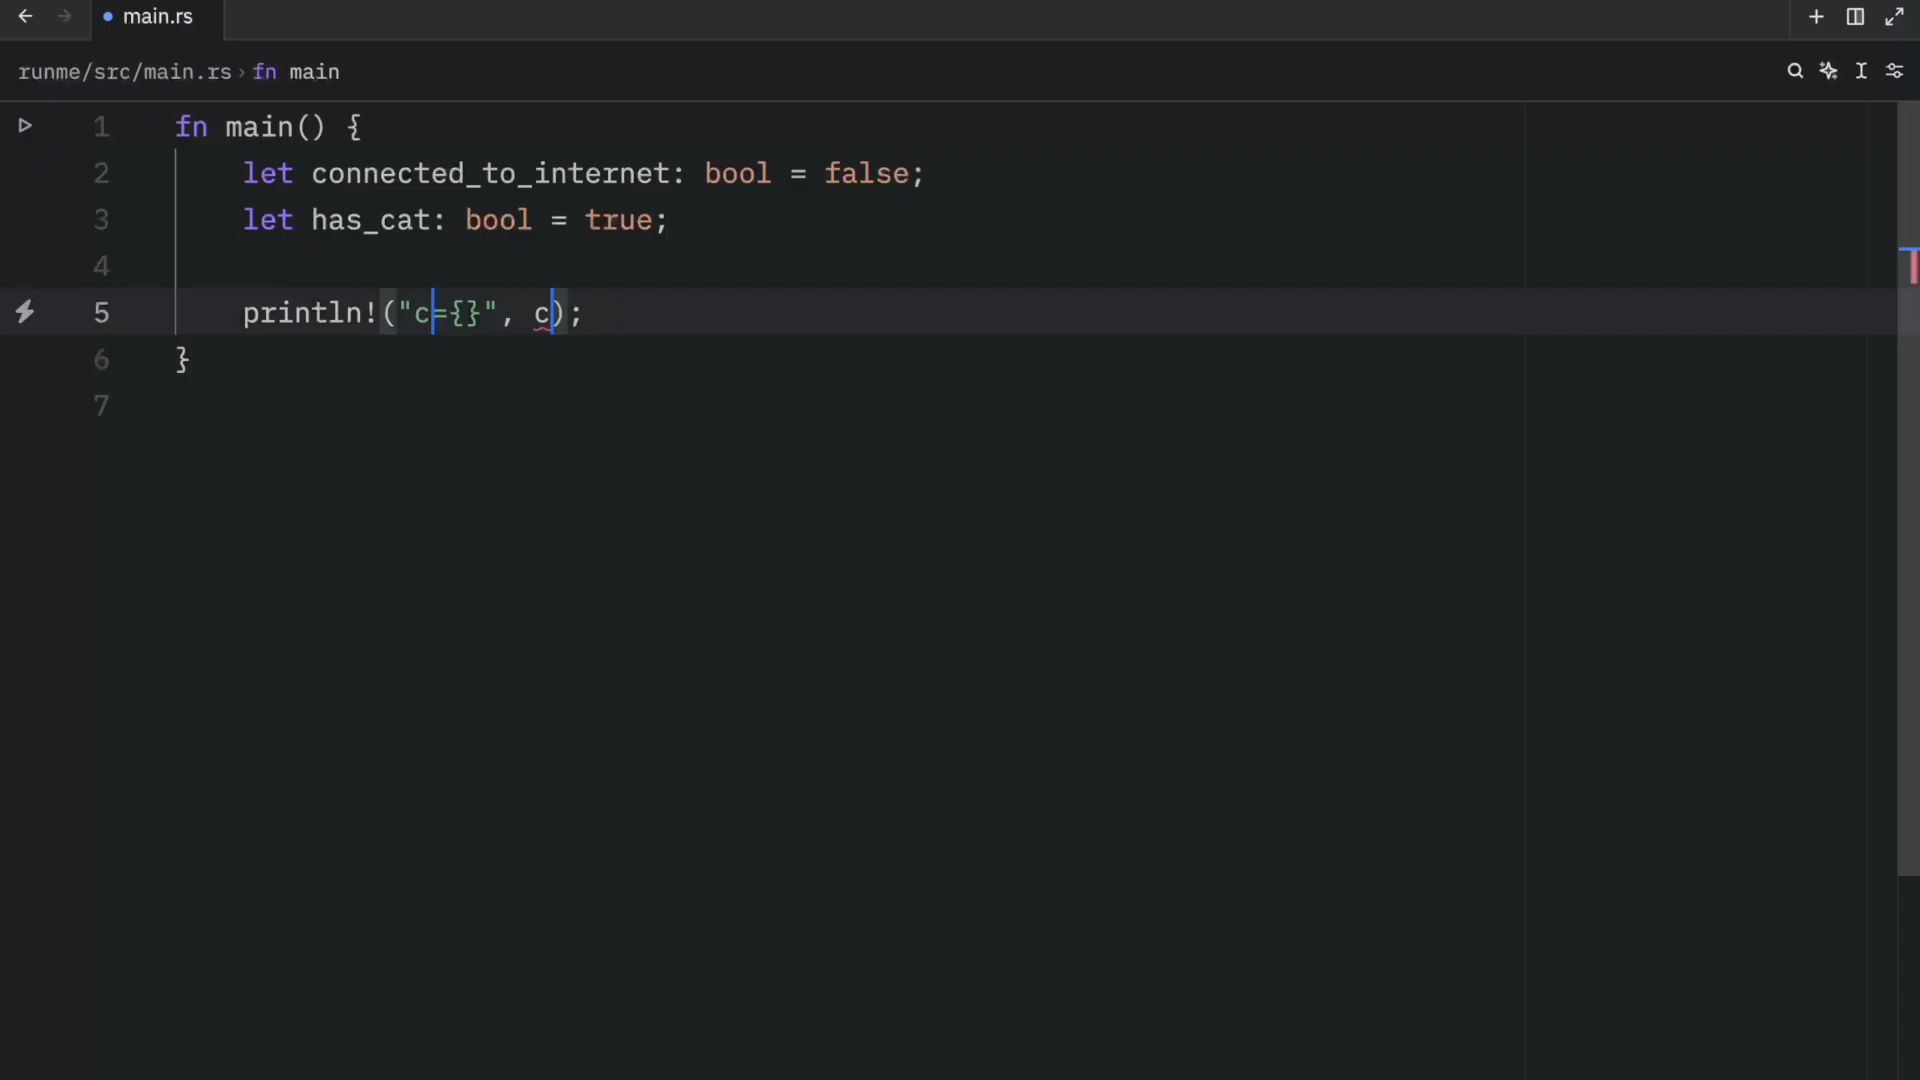 main.rs
runme/src/main.rs › fn main
1 fn main() {
2 let connected_to_internet: bool = false;
3 let has_cat: bool = true;
4
5 println!("c={}", c);
6 }
7